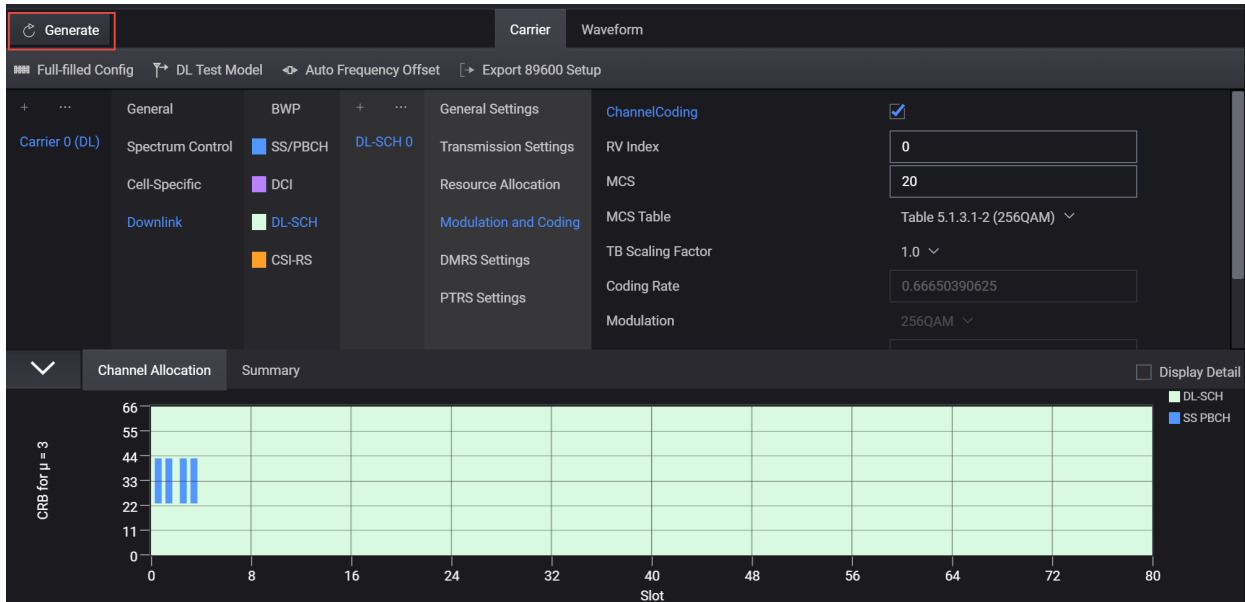 Generate
Carrier Waveform
Full-filled Config DL Test Model Auto Frequency Offset Export 89600 Setup
+ ... General BWP + ... General Settings ChannelCoding
Carrier 0 (DL) Spectrum Control SS/PBCH DL-SCH 0 Transmission Settings RV Index 0
Cell-Specific DCI Resource Allocation MCS 20
Downlink DL-SCH Modulation and Coding MCS Table Table 5.1.3.1-2 (256QAM)
CSI-RS DMRS Settings TB Scaling Factor 1.0
PTRS Settings Coding Rate 0.66650390625
Modulation 256QAM
Channel Allocation Summary Display Detail
DL-SCH
SS PBCH
CRB for μ = 3
66
55
44
33
22
11
0
0 8 16 24 32 40 48 56 64 72 80
Slot